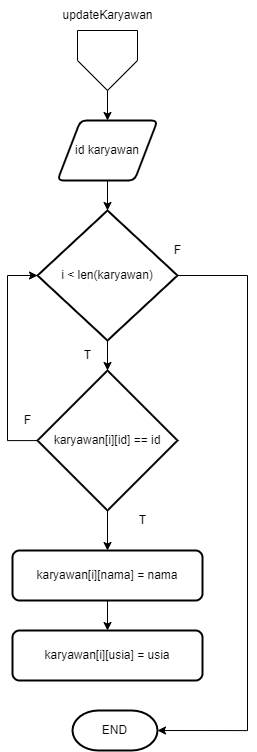 updateKaryawan
id karyawan
i < len(karyawan)
F
T
karyawan[i][id] == id
F
T
karyawan[i][nama] = nama
karyawan[i][usia] = usia
END